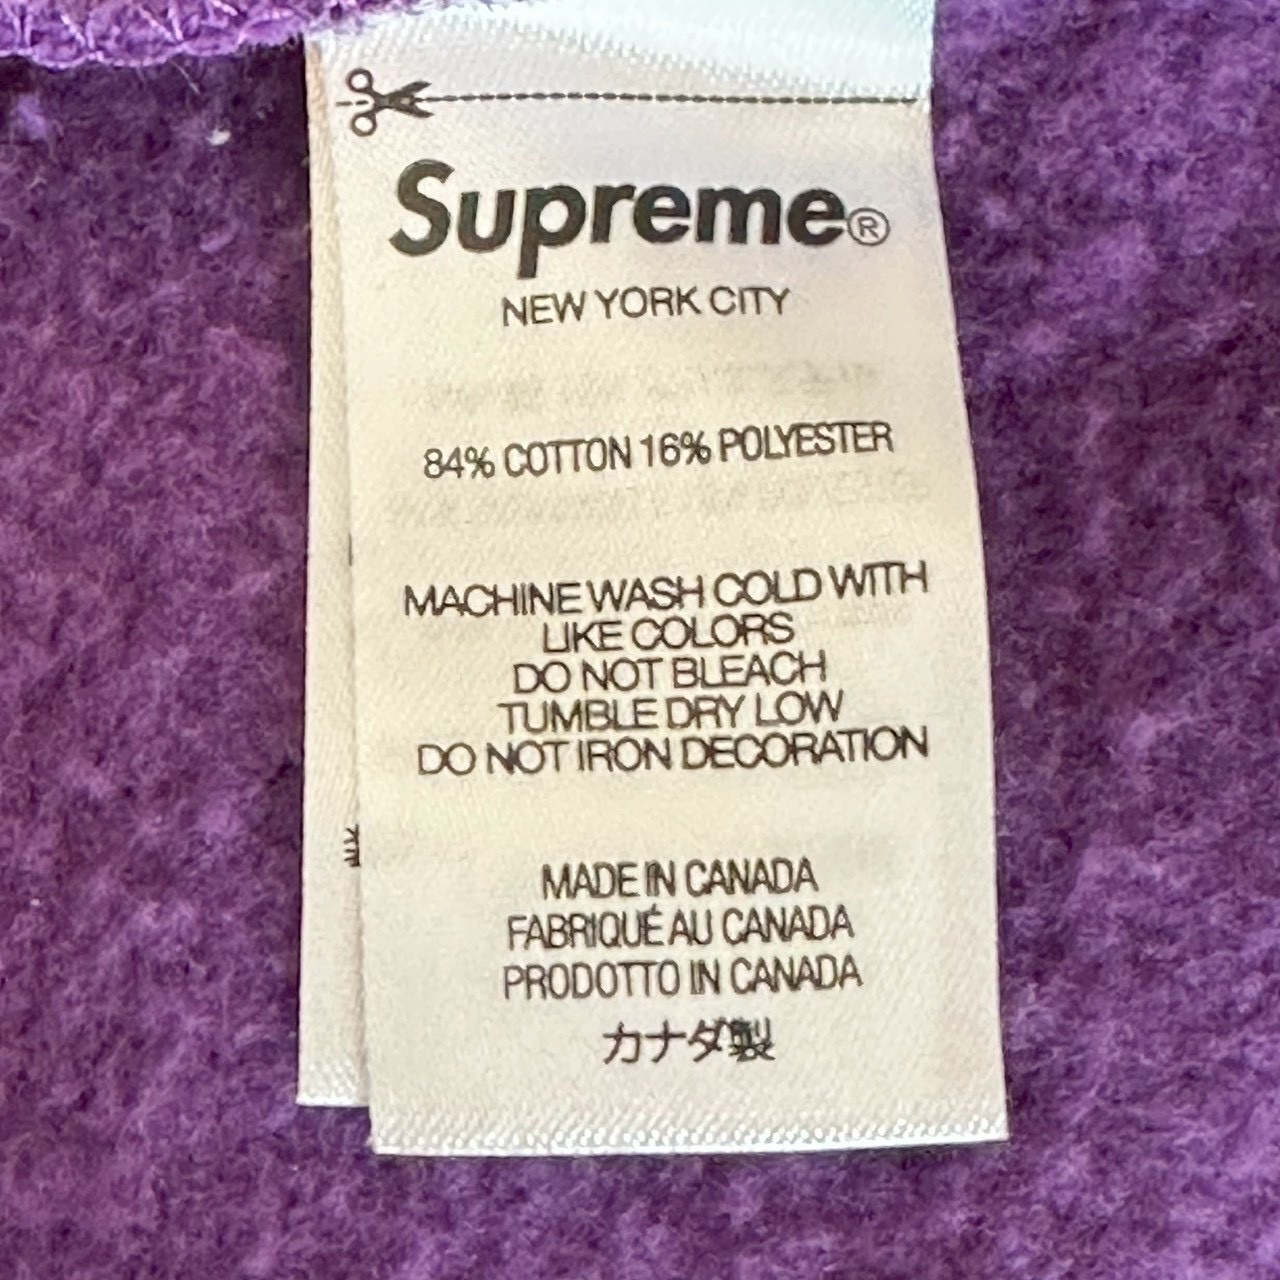 Supreme®
NEW YORK CITY
84% COTTON 16% POLYESTER
MACHINE WASH COLD WITH
LIKE COLORS
DO NOT BLEACH
TUMBLE DRY LOW
DO NOT IRON DECORATION
MADE IN CANADA
FABRIQUÉ AU CANADA
PRODOTTO IN CANADA
カナダ製